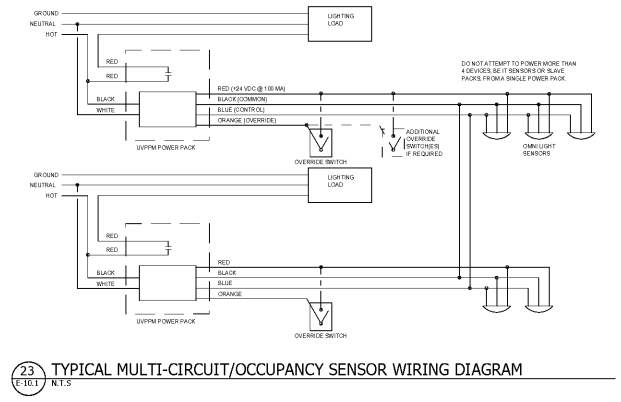 GROUND
NEUTRAL
HOT
LIGHTING
LOAD
RED
RED
BLACK
WHITE
UVPPM POWER PACK
RED (+24 VDC @ 100 MA)
BLACK (COMMON)
BLUE (CONTROL)
ORANGE (OVERRIDE)
OVERRIDE SWITCH
ADDITIONAL
OVERRIDE
SWITCH(ES)
IF REQUIRED
DO NOT ATTEMPT TO POWER MORE THAN
4 DEVICES, BE IT SENSORS OR SLAVE
PACKS, FROM A SINGLE POWER PACK.
OMNI LIGHT
SENSORS
GROUND
NEUTRAL
HOT
LIGHTING
LOAD
RED
RED
BLACK
WHITE
UVPPM POWER PACK
RED
BLACK
BLUE
ORANGE
OVERRIDE SWITCH
23
E-10.1
TYPICAL MULTI-CIRCUIT/OCCUPANCY SENSOR WIRING DIAGRAM
N.T.S